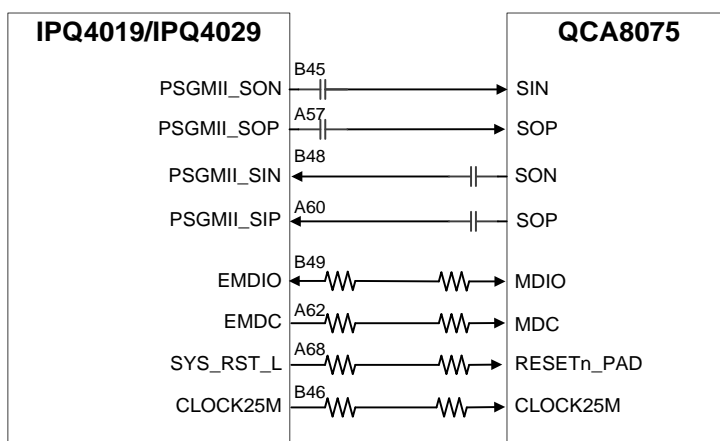 IPQ4019/IPQ4029 QCA8075
B45
PSGMII_SON SIN
A57
PSGMII_SOP SOP
B48
PSGMII_SIN SON
A60
PSGMII_SIP SOP
B49
EMDIO MDIO
A62
EMDC MDC
A68
SYS_RST_L RESETn_PAD
B46
CLOCK25M CLOCK25M